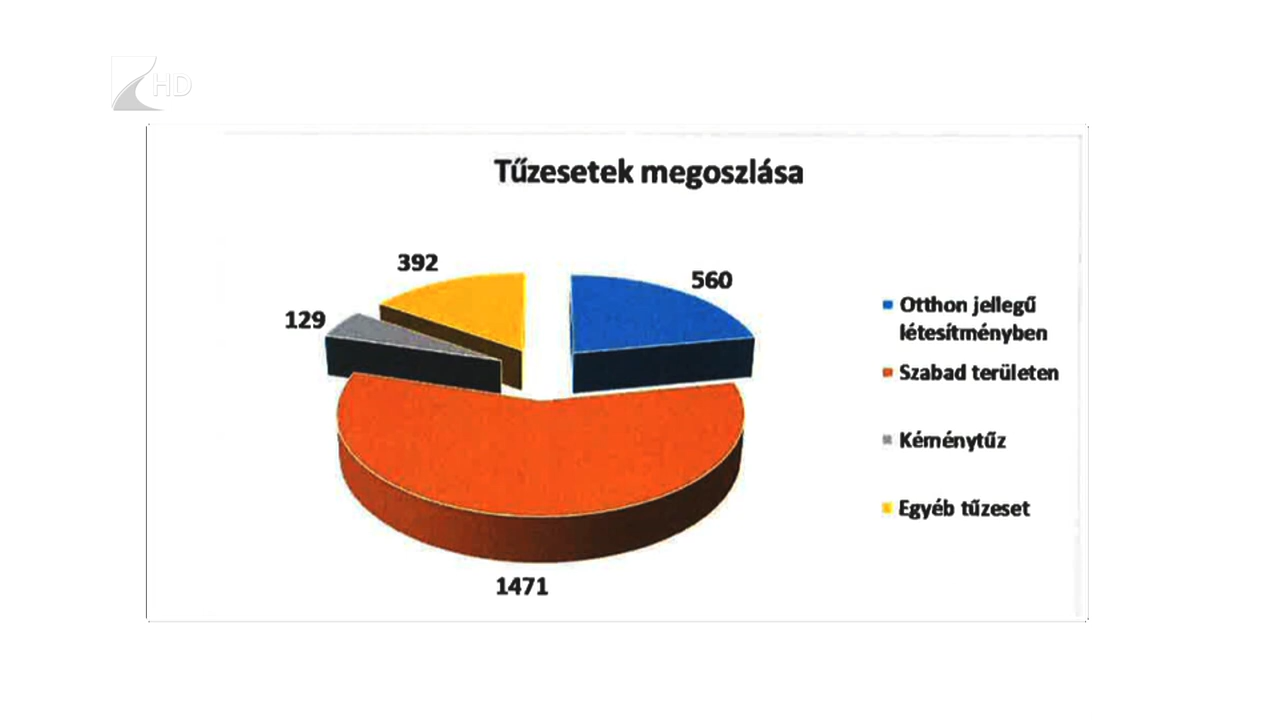 HD
Tűzesetek megoszlása
392
560
129
Otthon jellegű
létesítményben
Szabad területen
Kéménytűz
Egyéb tűzeset
1471